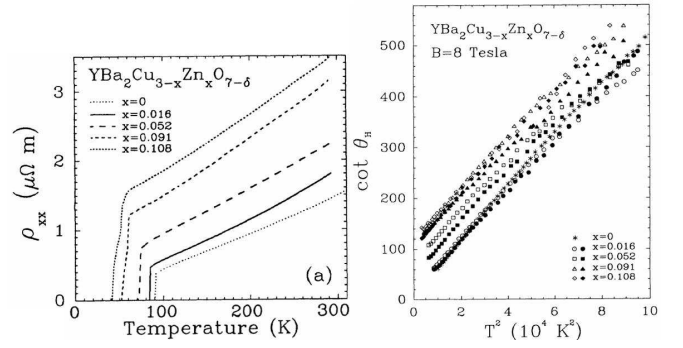 YBa₂Cu₃₋ₓZnₓO₇₋δ
x=0
x=0.016
x=0.052
x=0.091
x=0.108
ρxx (μΩ m)
3
2
1
0
(a)
0
100
200
300
Temperature (K)
YBa₂Cu₃₋ₓZnₓO₇₋δ
B=8 Tesla
cot θH
500
400
300
200
100
0
x=0
x=0.016
x=0.052
x=0.091
x=0.108
0
2
4
6
8
10
T² (10⁴ K²)